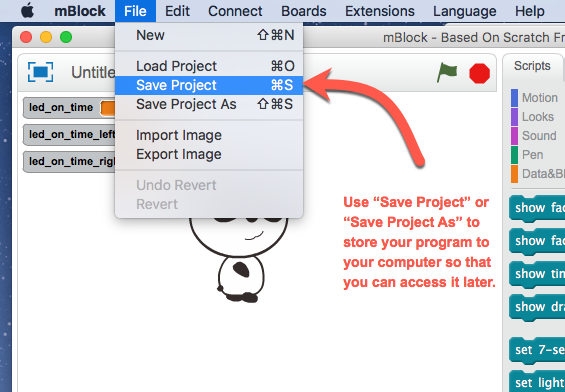 mBlock File Edit Connect Boards Extensions Language Help
mBlock - Based On Scratch Fr
New ⇧⌘N
Load Project ⌘O
Save Project ⌘S
Save Project As ⇧⌘S
Import Image
Export Image
Undo Revert
Revert
Untitle
led_on_time
led_on_time_left
led_on_time_righ
Scripts
Motion
Looks
Sound
Pen
Data&Bl
show fac
show fac
show tim
show dra
set 7-se
set light
Use “Save Project” or
“Save Project As” to
store your program to
your computer so that
you can access it later.